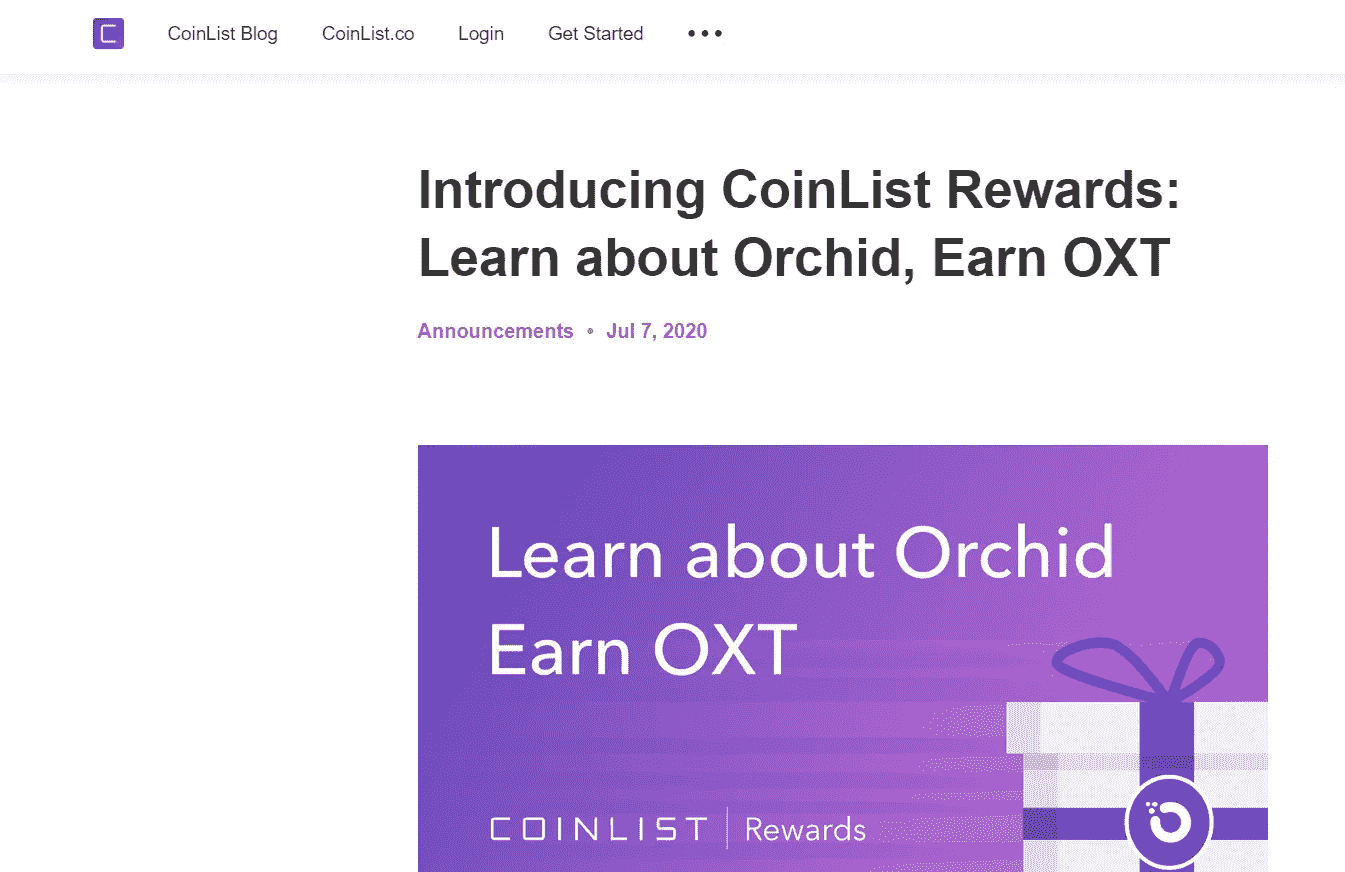 CoinList Blog CoinList.co Login Get Started •••
Introducing CoinList Rewards:
Learn about Orchid, Earn OXT
Announcements • Jul 7, 2020
Learn about Orchid
Earn OXT
COINLIST | Rewards